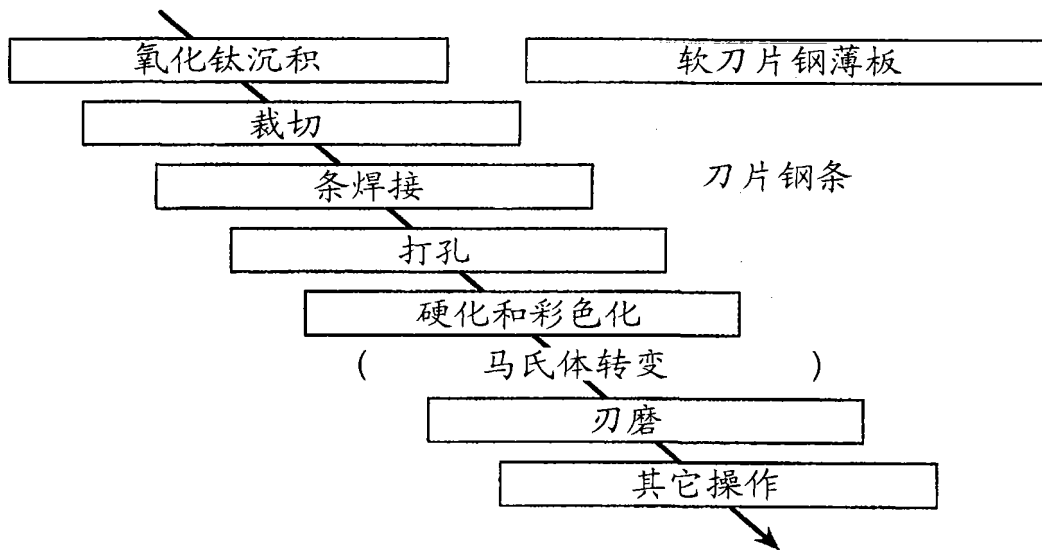 氧化钛沉积 软刀片钢薄板
裁切
条焊接 刀片钢条
打孔
硬化和彩色化
( 马氏体转变 )
刃磨
其它操作